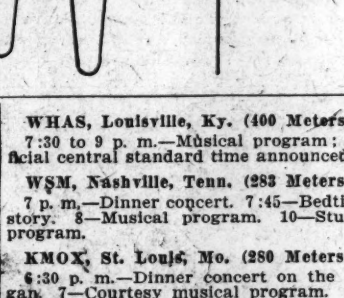 WHAS, Louisville, Ky. (400 Meters
7:30 to 9 p. m.—Musical program;
ficial central standard time announced
WSM, Nashville, Tenn. (283 Meters
7 p. m.—Dinner concert. 7:45—Bedti
story. 8—Musical program. 10—Stu
program.
KMOX, St. Louis, Mo. (280 Meters
6:30 p. m.—Dinner concert on the
gan. 7—Courtesy musical program.